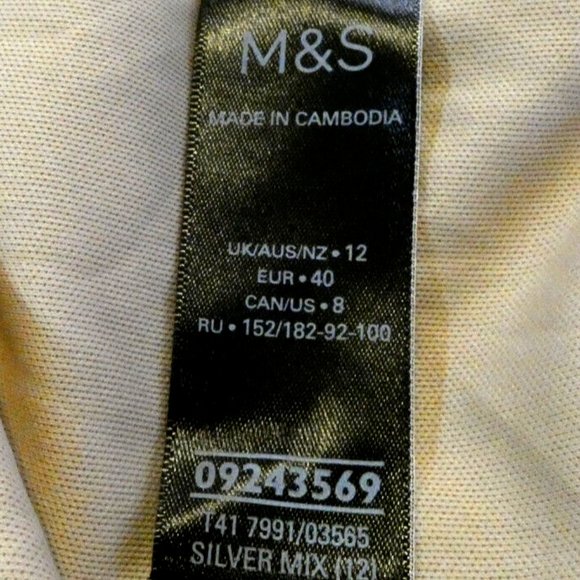 M&S
MADE IN CAMBODIA
UK/AUS/NZ • 12
EUR • 40
CAN/US • 8
RU • 152/182-92-100
09243569
T41 7991/03565
SILVER MIX (12)